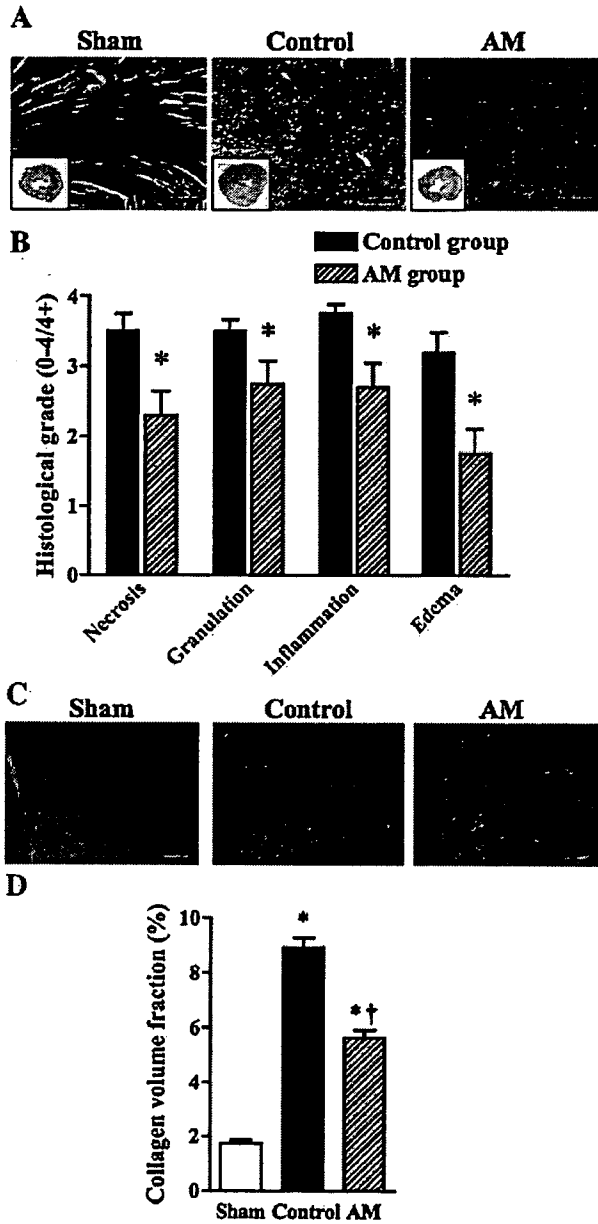 A
Sham Control AM
B
Control group
AM group
Histological grade (0-4/4+)
4
*
*
*
3
*
2
1
0
Necrosis
Granulation
Inflammation
Edema
C
Sham Control AM
D
Collagen volume fraction (%)
10
*
8
*†
6
4
2
0
Sham Control AM